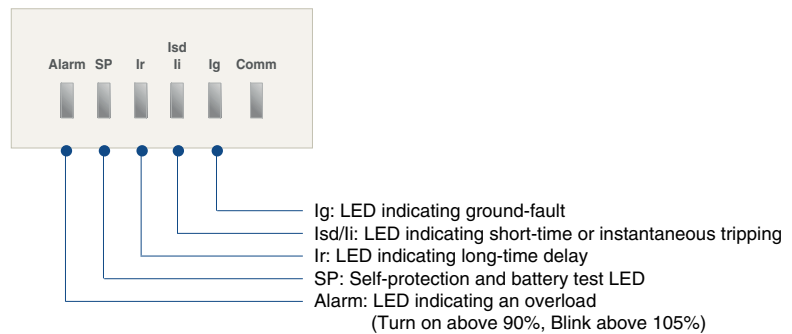 Isd
Alarm SP Ir Ii Ig Comm
Ig: LED indicating ground-fault
Isd/Ii: LED indicating short-time or instantaneous tripping
Ir: LED indicating long-time delay
SP: Self-protection and battery test LED
Alarm: LED indicating an overload
(Turn on above 90%, Blink above 105%)